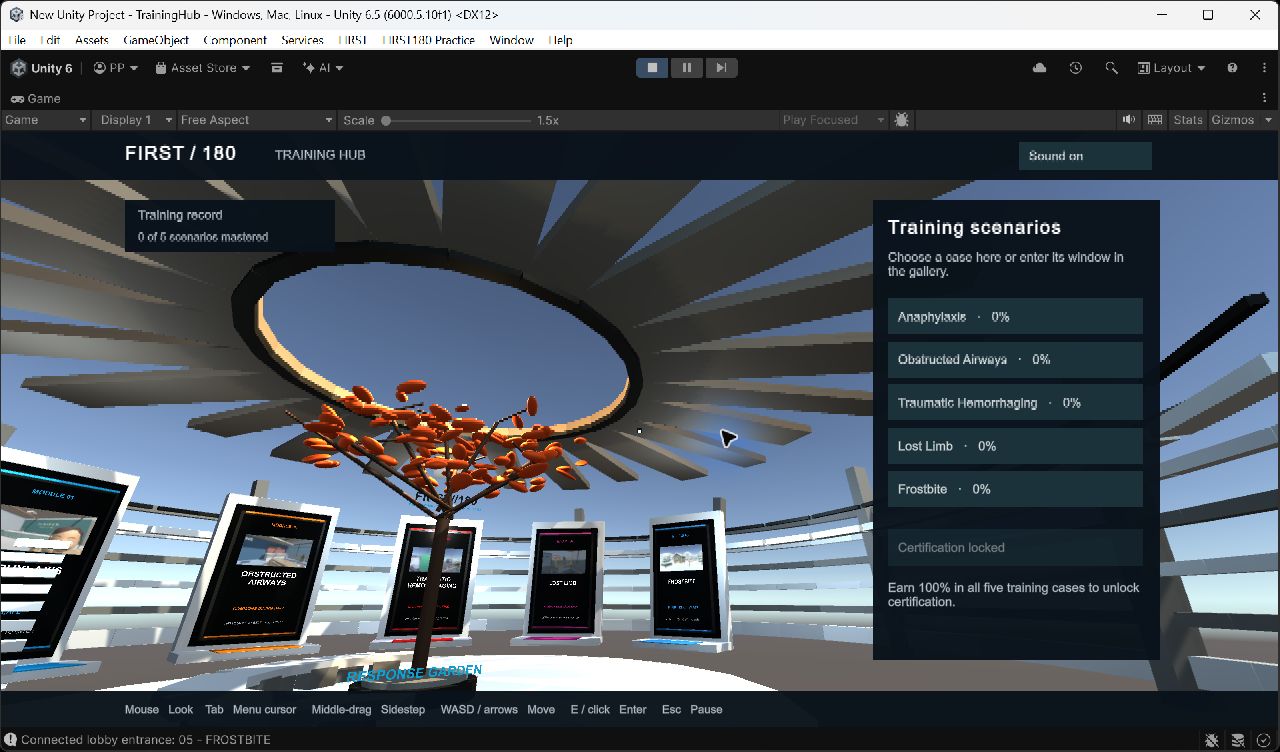 New Unity Project - TrainingHub - Windows, Mac, Linux - Unity 6.5 (6000.5.10f1) <DX12>
File Edit Assets GameObject Component Services FIRST FIRST180 Practice Window Help
Unity 6 PP Asset Store AI Layout
Game
Game Display 1 Free Aspect Scale 1.5x Play Focused Stats Gizmos
FIRST / 180 TRAINING HUB Sound on
Training record
0 of 5 scenarios mastered
Training scenarios
Choose a case here or enter its window in
the gallery.
Anaphylaxis · 0%
Obstructed Airways · 0%
Traumatic Hemorrhaging · 0%
Lost Limb · 0%
Frostbite · 0%
Certification locked
Earn 100% in all five training cases to unlock
certification.
MODULE 01
OBSTRUCTED
AIRWAYS
LOST LIMB
FROSTBITE
RESPONSE GARDEN
Mouse Look Tab Menu cursor Middle-drag Sidestep WASD / arrows Move E / click Enter Esc Pause
Connected lobby entrance: 05 - FROSTBITE